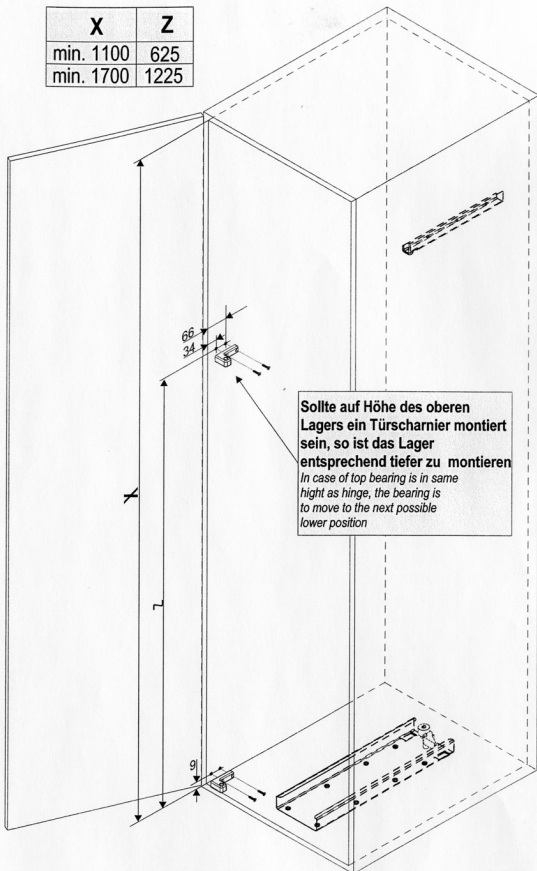 X Z
min. 1100 625
min. 1700 1225
66
34
Sollte auf Höhe des oberen
Lagers ein Türscharnier montiert
sein, so ist das Lager
entsprechend tiefer zu montieren
In case of top bearing is in same
hight as hinge, the bearing is
to move to the next possible
lower position
X
Z
9